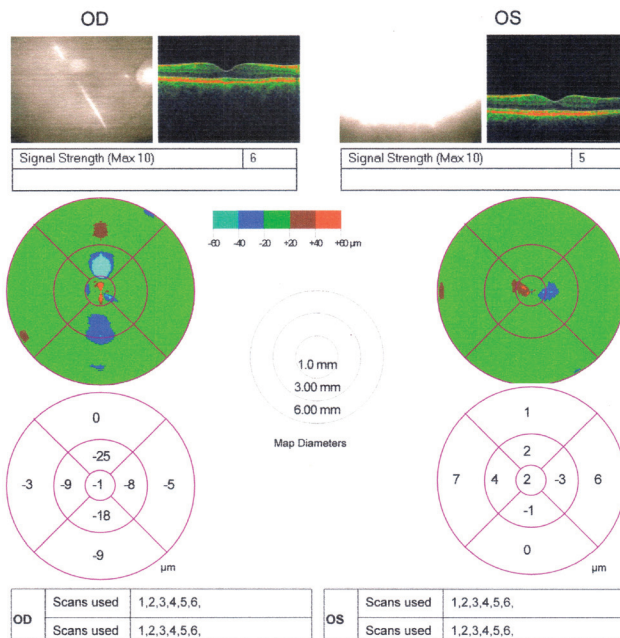 OD OS
Signal Strength (Max 10) 6 Signal Strength (Max 10) 5
-60 -40 -20 +20 +40 +60 µm
1.0 mm
3.00 mm
6.00 mm
Map Diameters
0
-25
-3 -9 -1 -8 -5
-18
-9
µm
1
2
7 4 2 -3 6
-1
0
µm
OD Scans used 1,2,3,4,5,6, OS Scans used 1,2,3,4,5,6,
Scans used 1,2,3,4,5,6, Scans used 1,2,3,4,5,6,